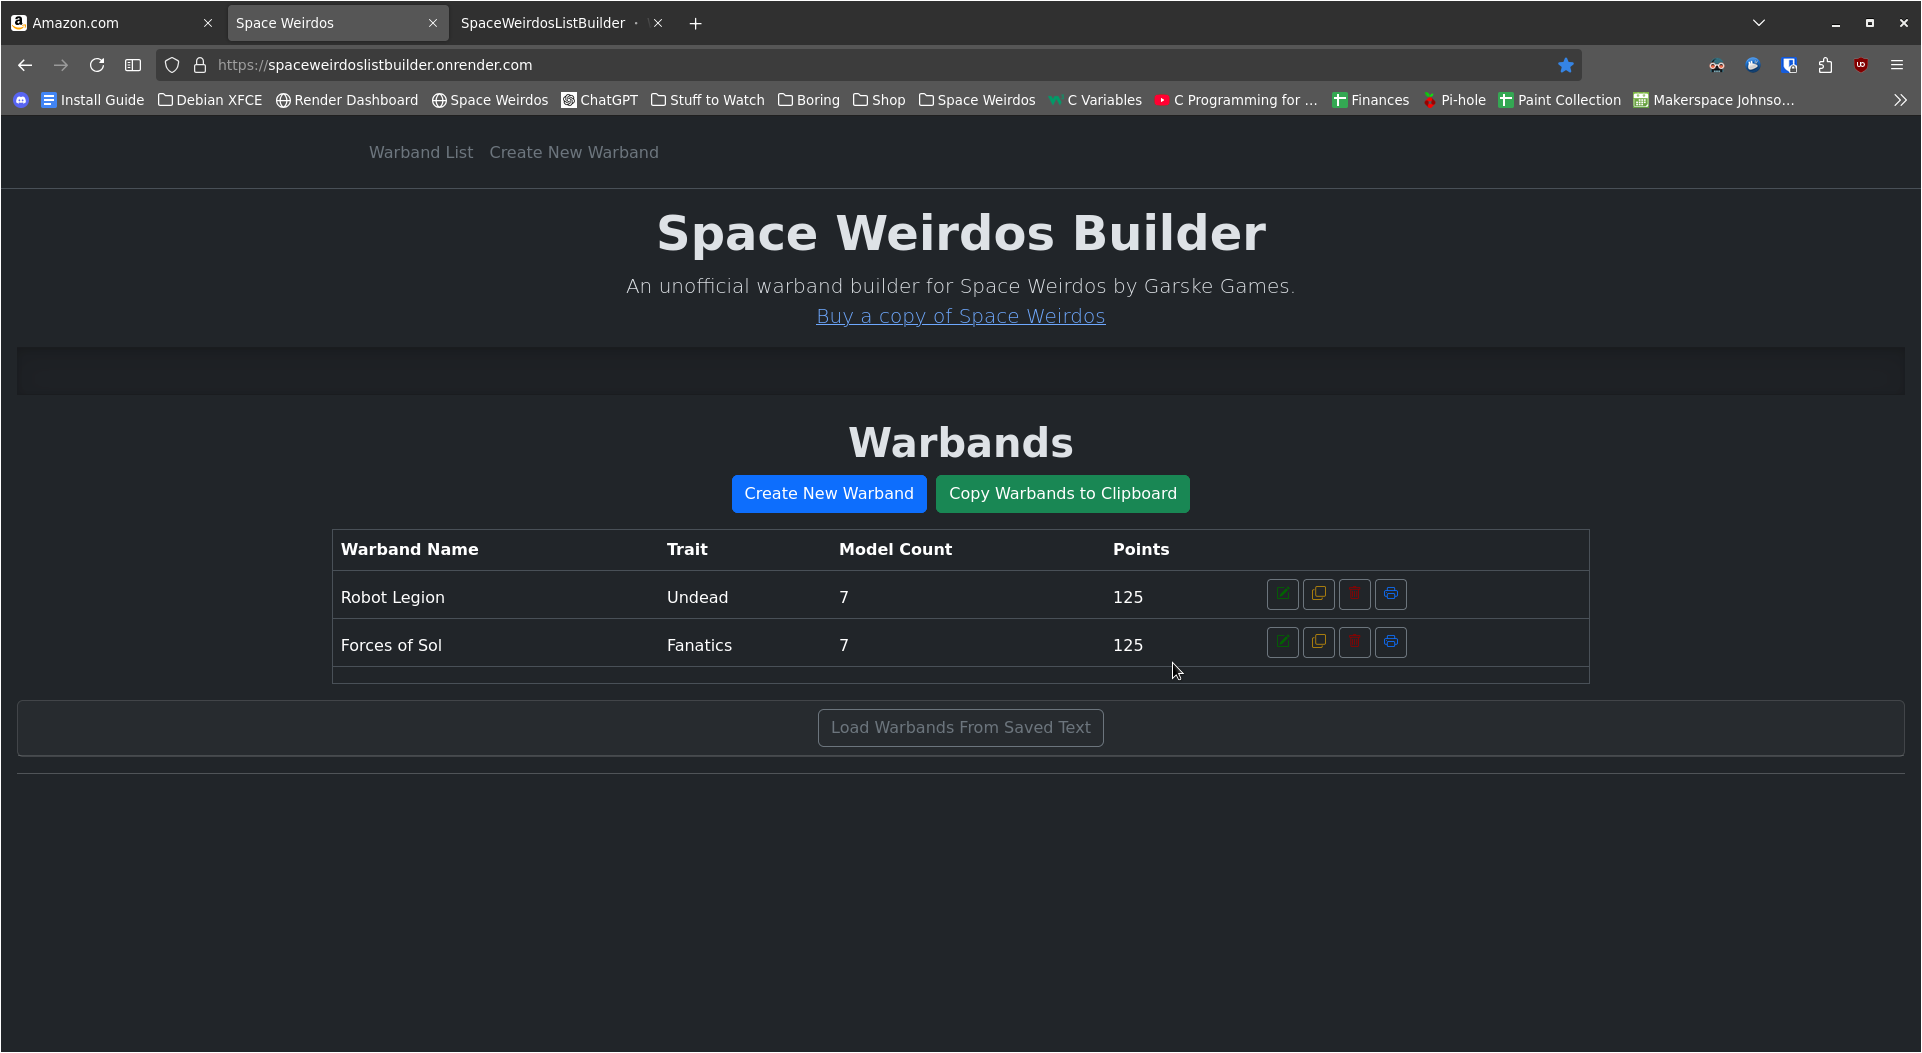 Amazon.com
Space Weirdos
SpaceWeirdosListBuilder ·
https://spaceweirdoslistbuilder.onrender.com
Install Guide Debian XFCE Render Dashboard Space Weirdos ChatGPT Stuff to Watch Boring Shop Space Weirdos C Variables C Programming for ... Finances Pi-hole Paint Collection Makerspace Johnso...
Warband List Create New Warband
Space Weirdos Builder
An unofficial warband builder for Space Weirdos by Garske Games.
Buy a copy of Space Weirdos
Warbands
Create New Warband Copy Warbands to Clipboard
Warband Name Trait Model Count Points
Robot Legion Undead 7 125
Forces of Sol Fanatics 7 125
Load Warbands From Saved Text